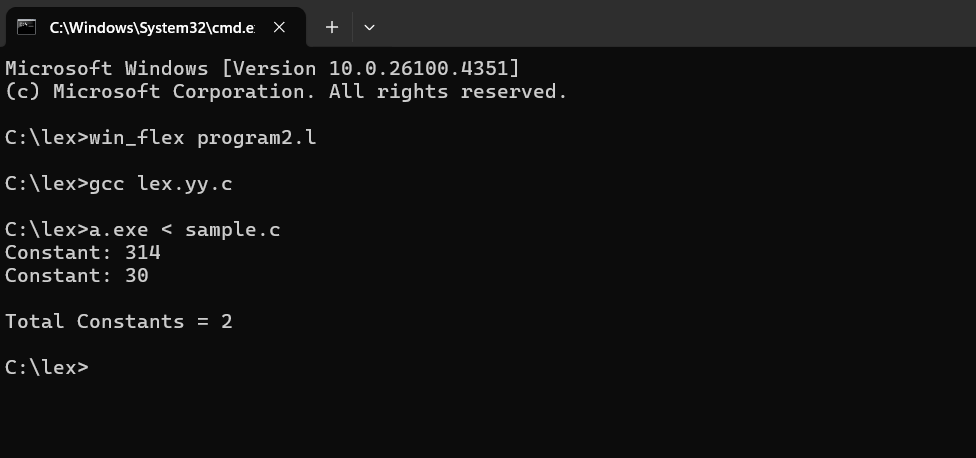 C:\Windows\System32\cmd.e
Microsoft Windows [Version 10.0.26100.4351]
(c) Microsoft Corporation. All rights reserved.
C:\lex>win_flex program2.l
C:\lex>gcc lex.yy.c
C:\lex>a.exe < sample.c
Constant: 314
Constant: 30
Total Constants = 2
C:\lex>